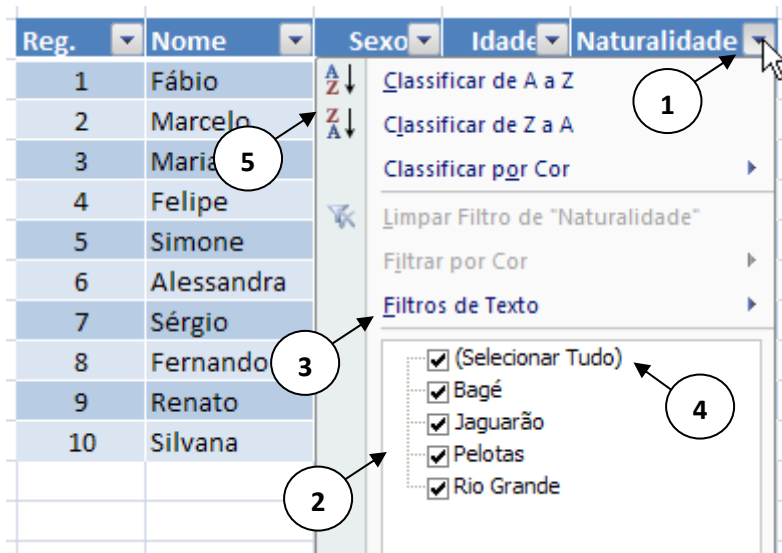 Reg. Nome Sexo Idade Naturalidade
1 Fábio
2 Marcelo
3 Maria
4 Felipe
5 Simone
6 Alessandra
7 Sérgio
8 Fernando
9 Renato
10 Silvana
Classificar de A a Z
Classificar de Z a A
Classificar por Cor
Limpar Filtro de "Naturalidade"
Filtrar por Cor
Filtros de Texto
(Selecionar Tudo)
Bagé
Jaguarão
Pelotas
Rio Grande
1
5
3
4
2